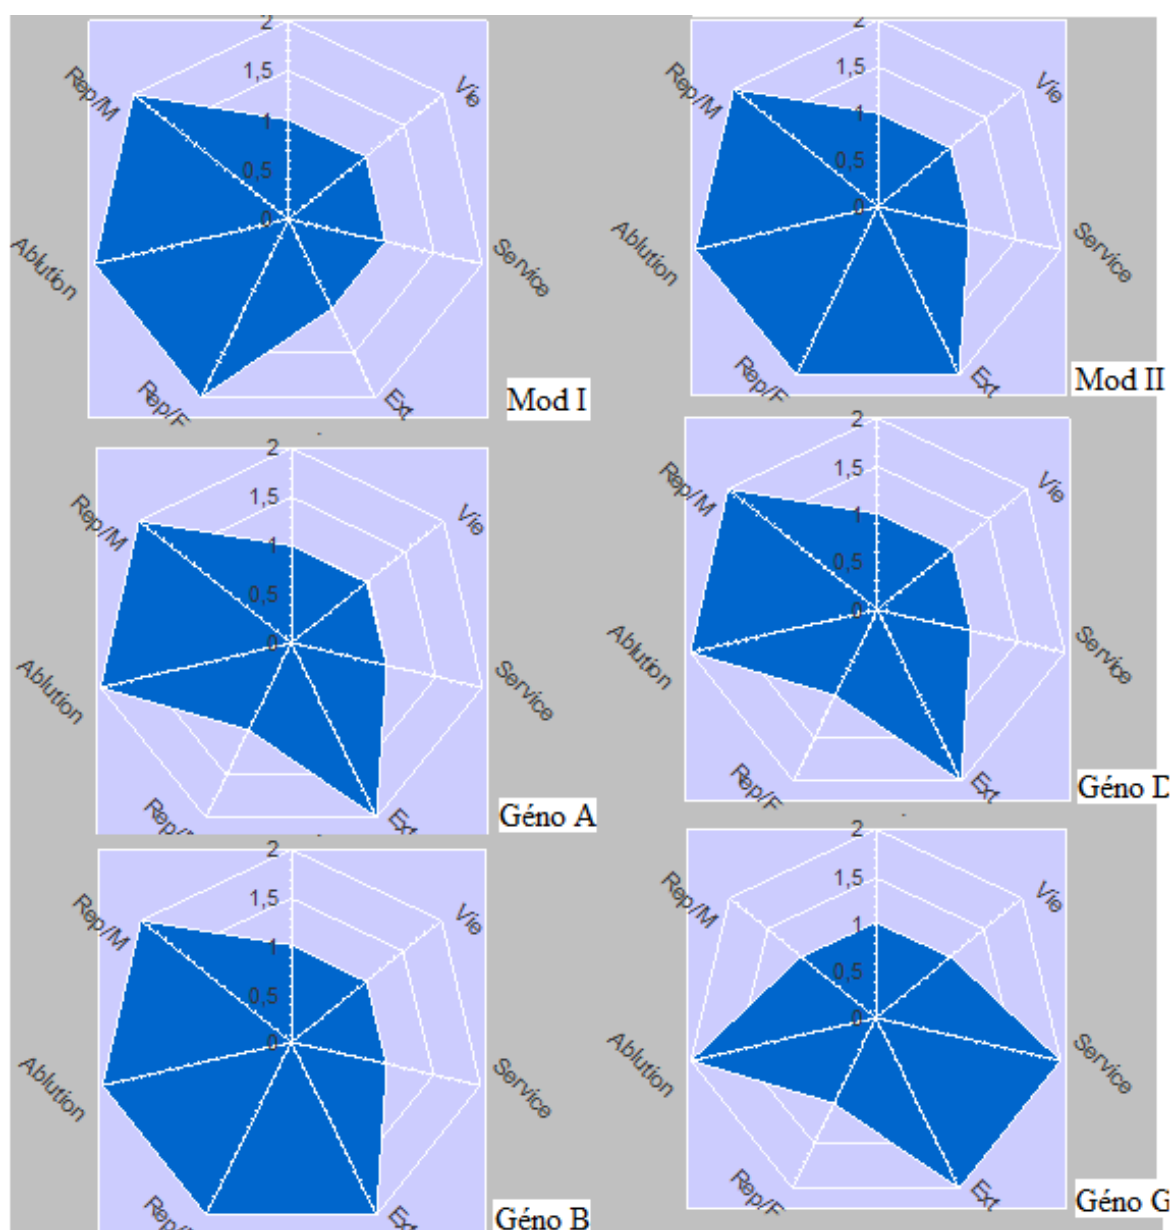 2
1,5
1
0,5
0
Vie
Service
Ext
Rep/F
Ablution
Rep/M
Mod I
2
1,5
1
0,5
0
Vie
Service
Ext
Rep/F
Ablution
Rep/M
Mod II
2
1,5
1
0,5
0
Vie
Service
Ext
Rep/
Ablution
Rep/M
Géno A
2
1,5
1
0,5
0
Vie
Service
Ext
Rep/F
Ablution
Rep/M
Géno D
2
1,5
1
0,5
0
Vie
Service
Ext
Rep/
Ablution
Rep/M
Géno B
2
1,5
1
0,5
0
Vie
Service
Ext
Rep/F
Ablution
Rep/M
Géno G